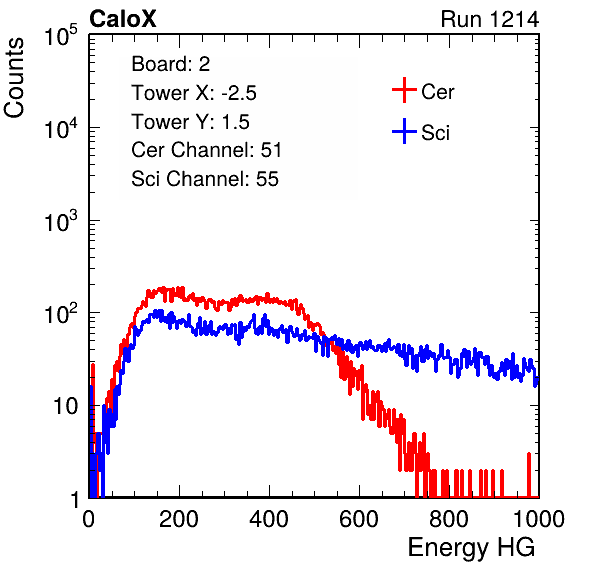 CaloX Run 1214
Counts
10^5
10^4
10^3
10^2
10
1
Board: 2
Tower X: -2.5
Tower Y: 1.5
Cer Channel: 51
Sci Channel: 55
Cer
Sci
0 200 400 600 800 1000
Energy HG